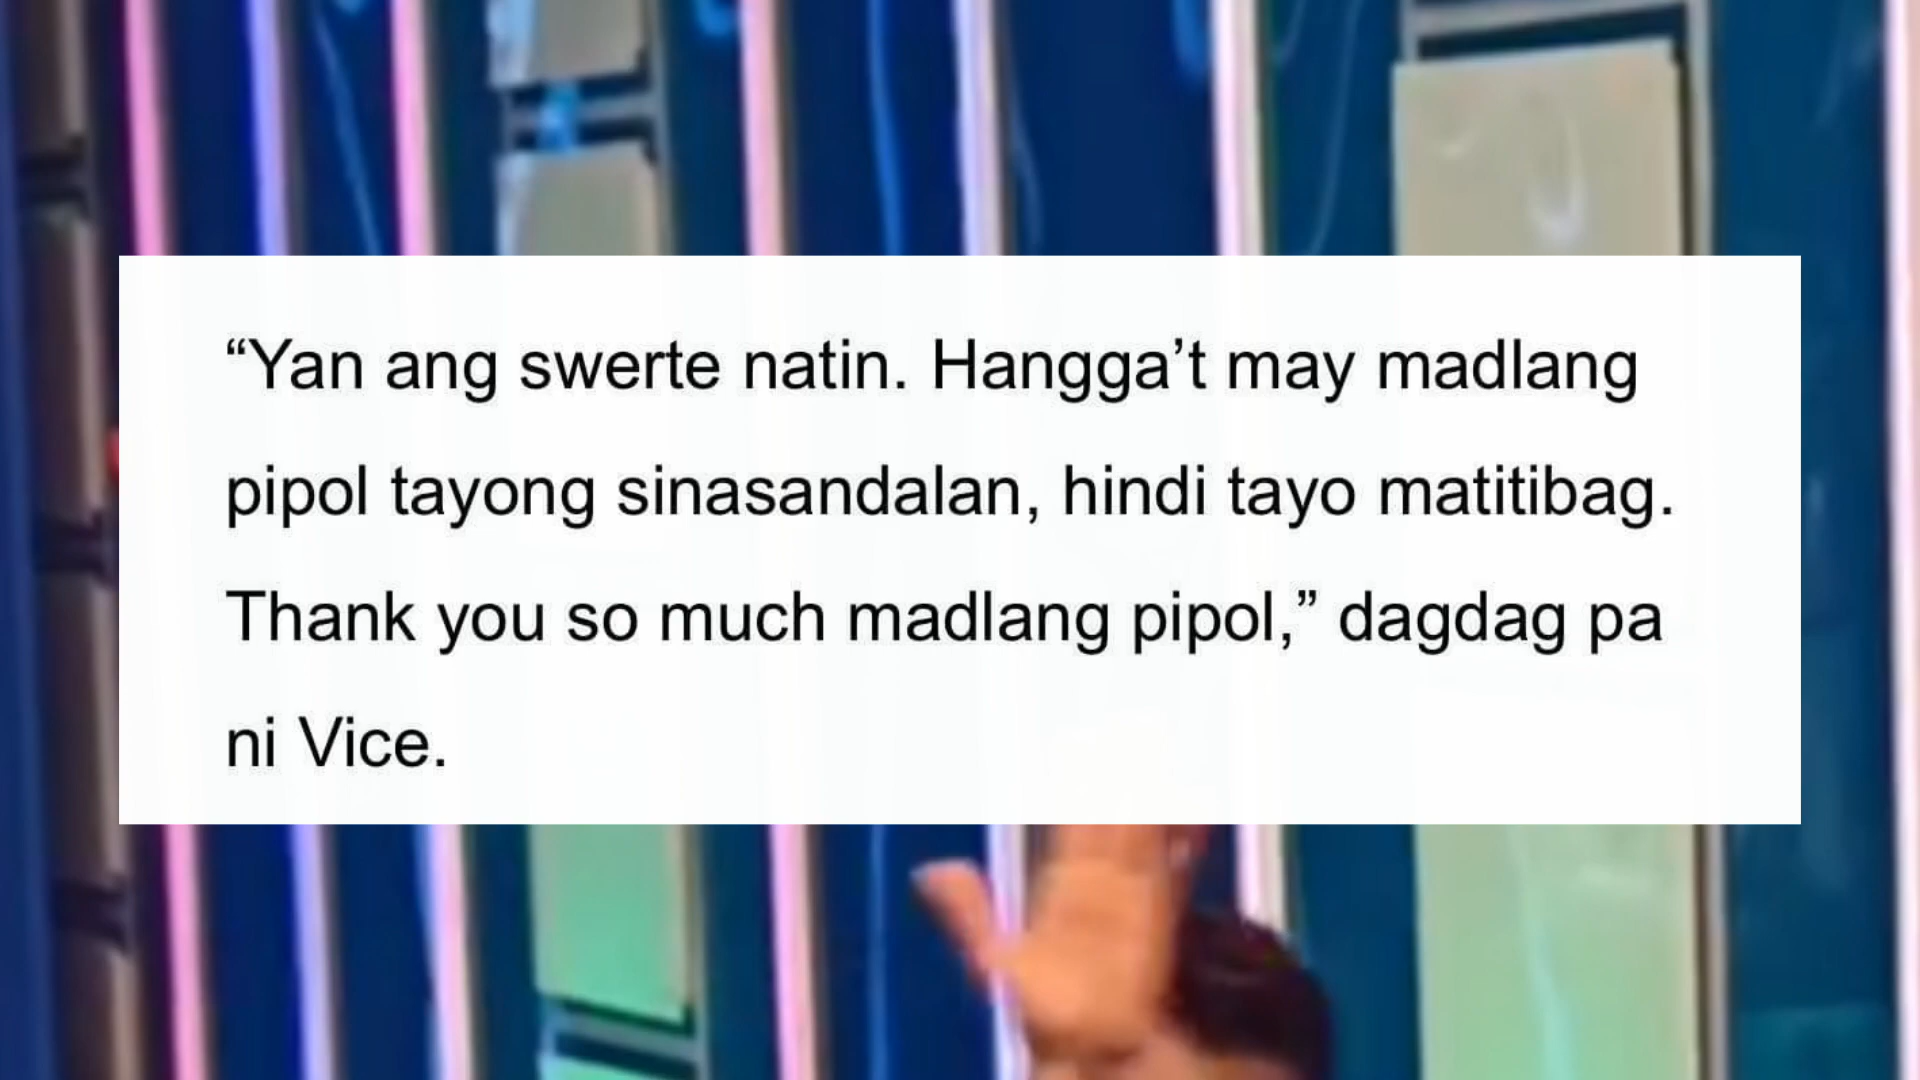 “Yan ang swerte natin. Hangga’t may madlang
pipol tayong sinasandalan, hindi tayo matitibag.
Thank you so much madlang pipol,” dagdag pa
ni Vice.